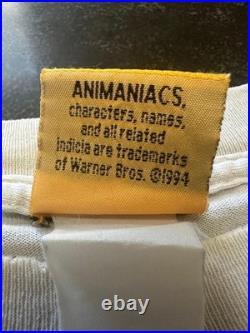 ANIMANIACS,
characters, names,
and all related
indicia are trademarks
of Warner Bros. ©1994